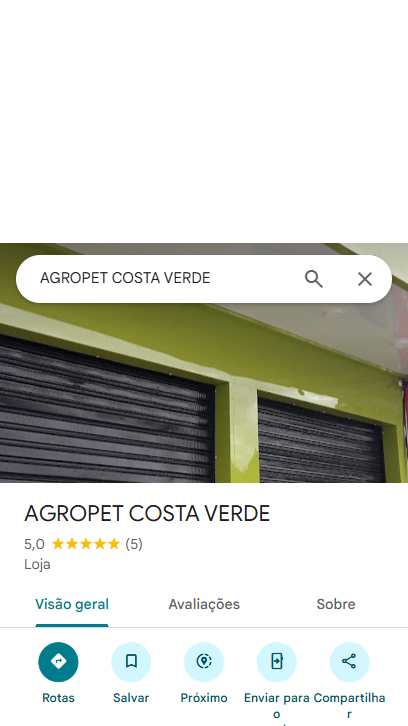 AGROPET COSTA VERDE
AGROPET COSTA VERDE
5,0 ★★★★★ (5)
Loja
Visão geral Avaliações Sobre
Rotas Salvar Próximo Enviar para Compartilha
o r